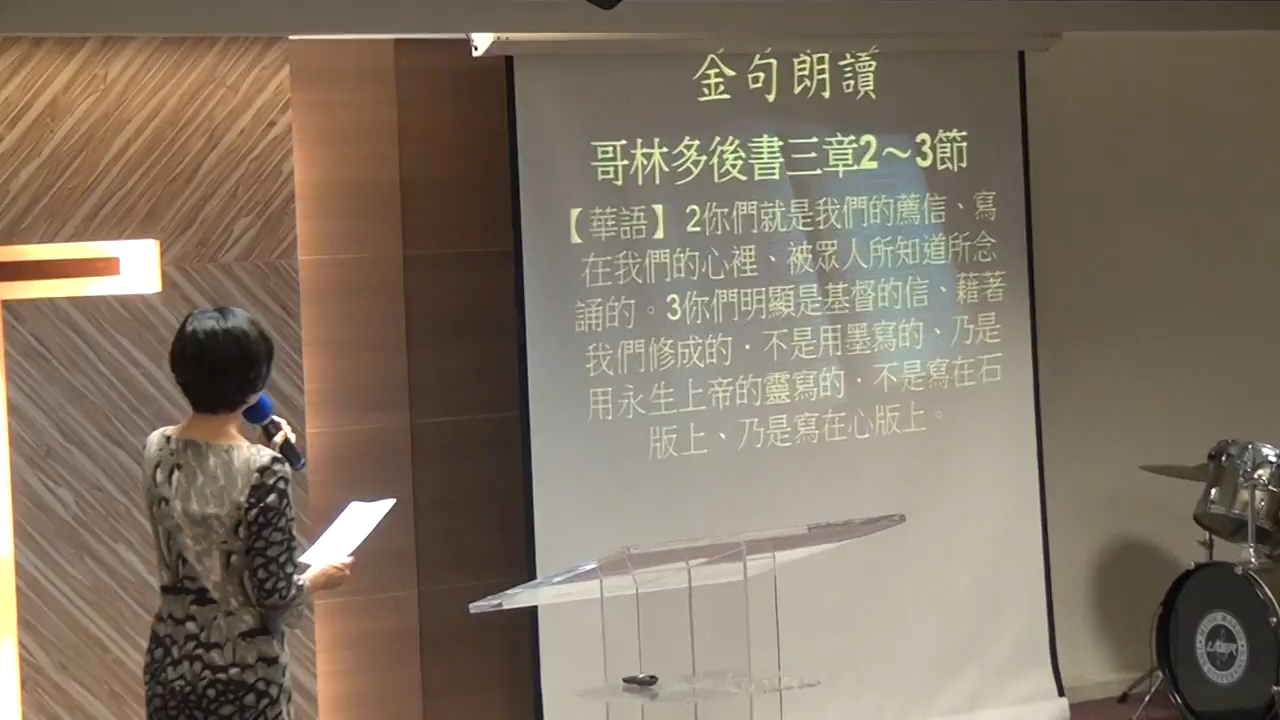 金句朗讀
哥林多後書三章2～3節
【華語】2你們就是我們的薦信、寫
在我們的心裡、被眾人所知道所念
誦的。3你們明顯是基督的信、藉著
我們修成的．不是用墨寫的、乃是
用永生上帝的靈寫的．不是寫在石
版上、乃是寫在心版上。